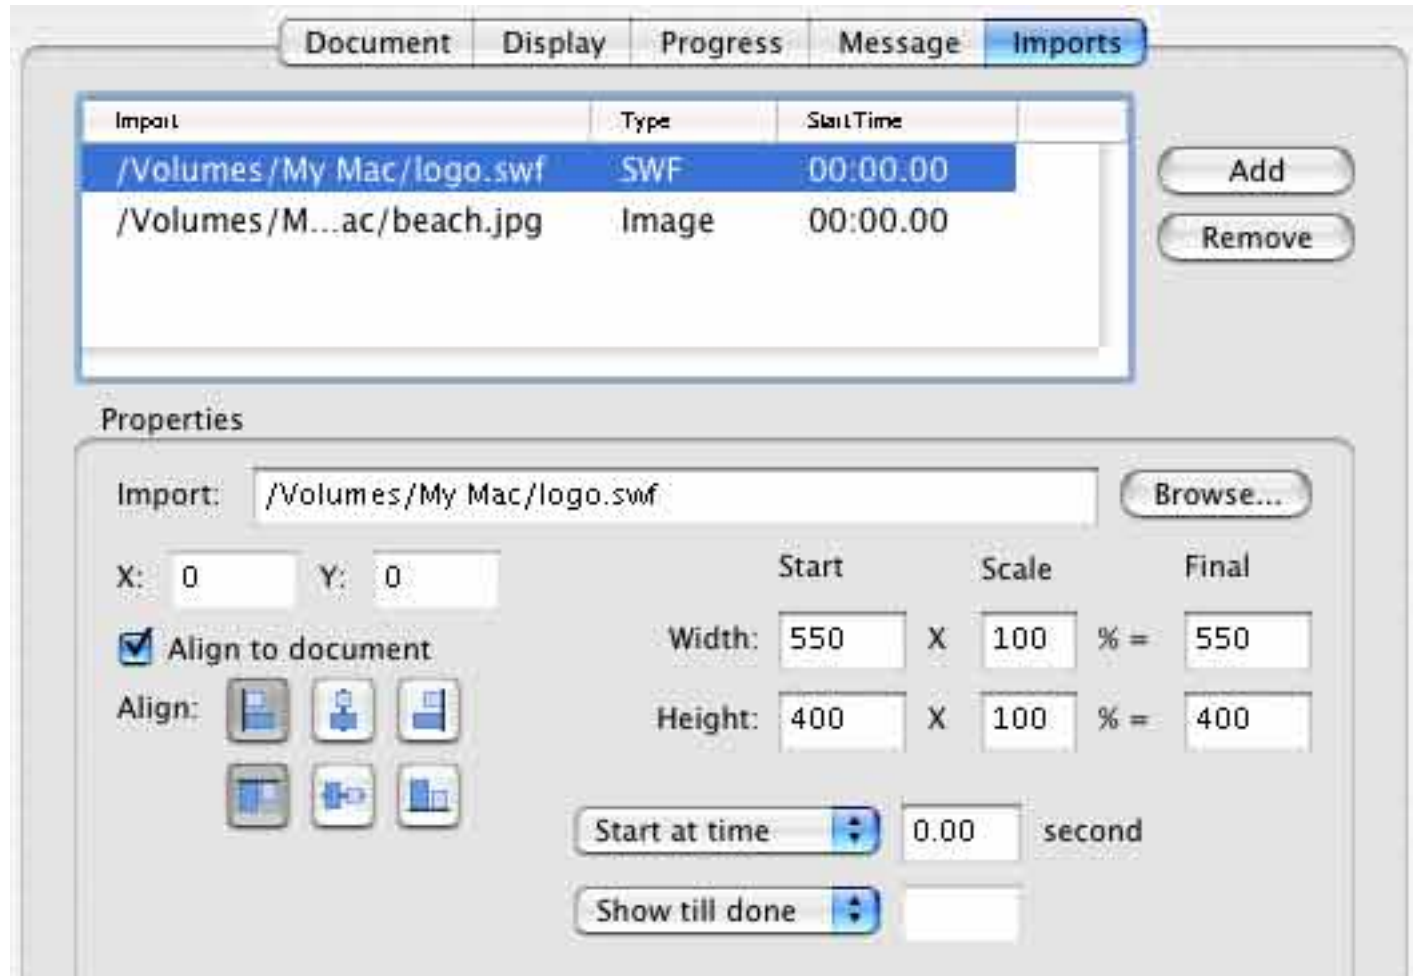 Document Display Progress Message Imports
Import Type Start Time
/Volumes/My Mac/logo.swf SWF 00:00.00
/Volumes/M...ac/beach.jpg Image 00:00.00
Add
Remove
Properties
Import: /Volumes/My Mac/logo.swf Browse...
X: 0 Y: 0
Start Scale Final
Align to document
Width: 550 X 100 % = 550
Align:
Height: 400 X 100 % = 400
Start at time 0.00 second
Show till done